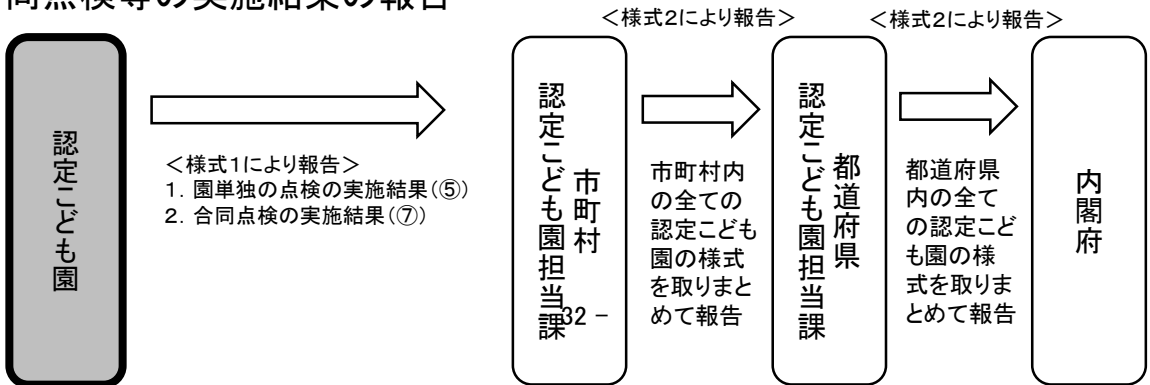 同点検等の実施結果の報告
<様式2により報告>
<様式2により報告>
認定こども園
<様式1により報告>
1. 園単独の点検の実施結果(⑤)
2. 合同点検の実施結果(⑦)
市町村
認定こども園担当課
市町村内
の全ての
認定こども
園の様式
を取りまと
めて報告
都道府県
認定こども園担当課
都道府県
内の全て
の認定こど
も園の様
式を取りま
とめて報告
内閣府
32 −